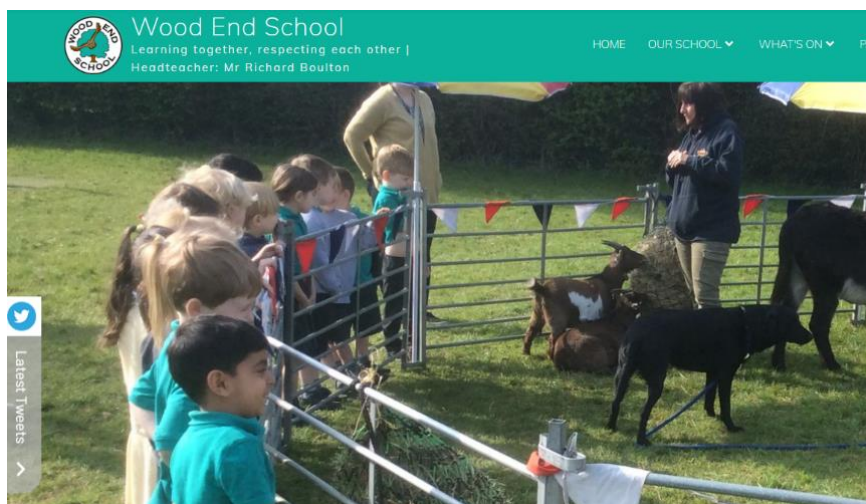 WOOD END
SCHOOL
Wood End School
Learning together, respecting each other |
Headteacher: Mr Richard Boulton
HOME
OUR SCHOOL
WHAT'S ON
P
Latest Tweets